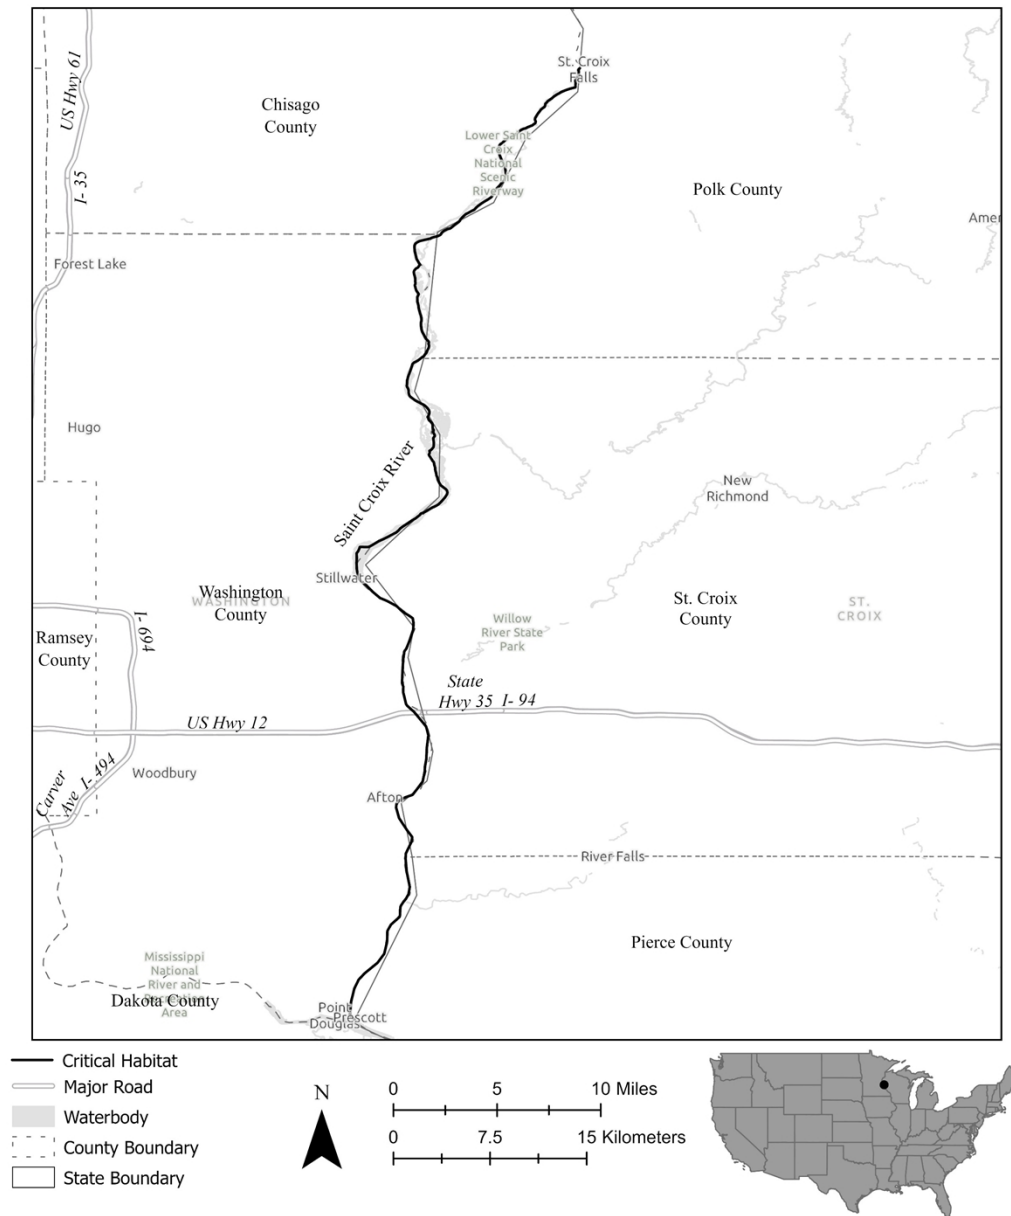 St. Croix
Falls
US Hwy 61
Chisago
County
Lower Saint
Croix
National
Scenic
Riverway
I- 35
Polk County
Amer
Forest Lake
Hugo
Saint Croix River
New
Richmond
Stillwater
Washington
County
WASHINGTON
St. Croix
County
ST.
CROIX
I- 694
Ramsey
County
Willow
River State
Park
State
Hwy 35 I- 94
US Hwy 12
Woodbury
Carver
Ave I- 494
Afton
River Falls
Pierce County
Mississippi
National
River and
Recreation
Area
Dakota County
Point
Douglas
Prescott
Critical Habitat
Major Road
Waterbody
County Boundary
State Boundary
N
0 5 10 Miles
0 7.5 15 Kilometers